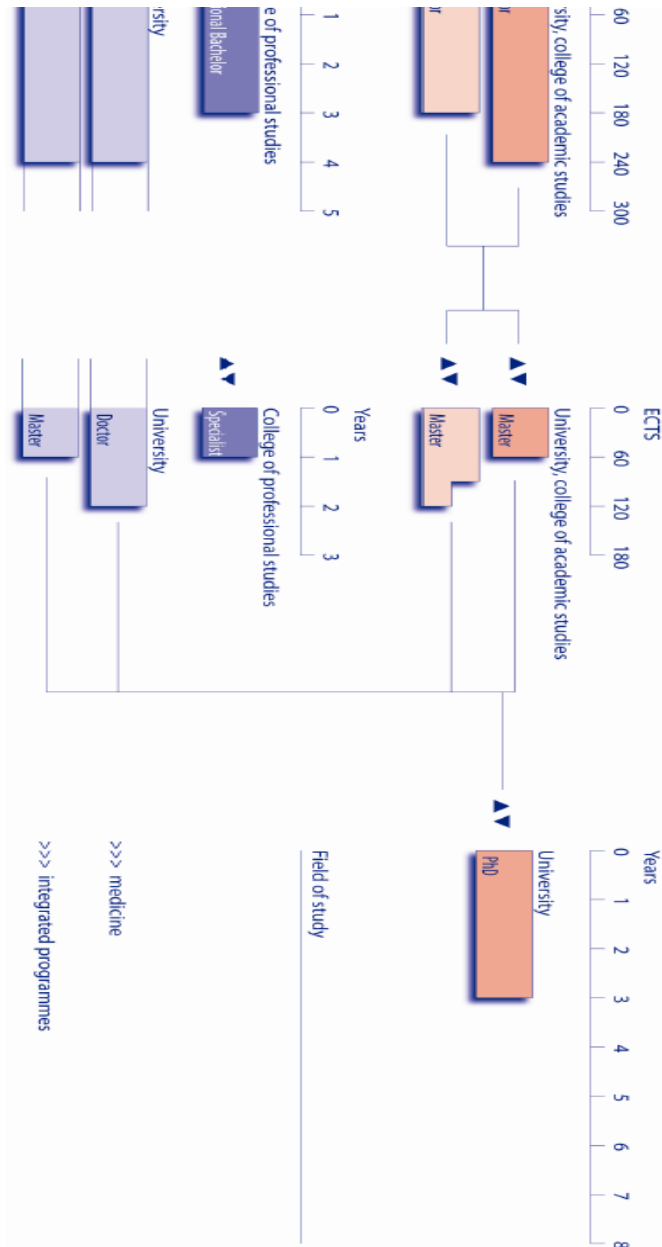 60 120 180 240 300
ECTS
0 60 120 180
Years
0 1 2 3 4 5 6 7 8
college of academic studies
University, college of academic studies
University
Master
PhD
Master
1 2 3 4 5
Years
0 1 2 3
of professional studies
College of professional studies
Field of study
Bachelor
Specialist
University
Doctor
>>> medicine
Master
>>> integrated programmes